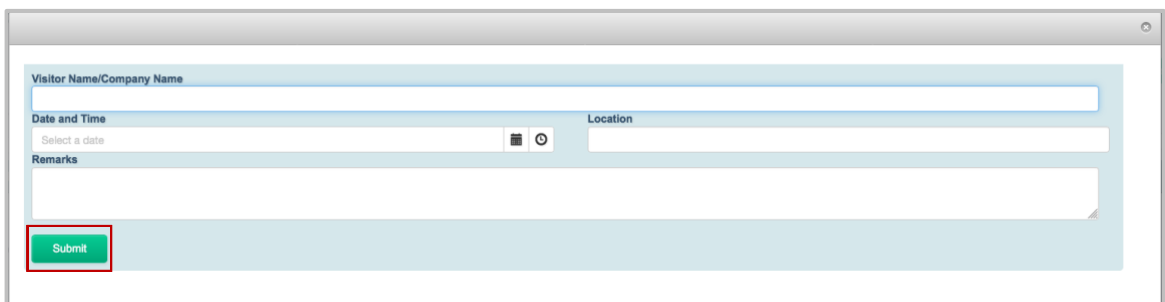 Visitor Name/Company Name
Date and Time
Location
Select a date
Remarks
Submit